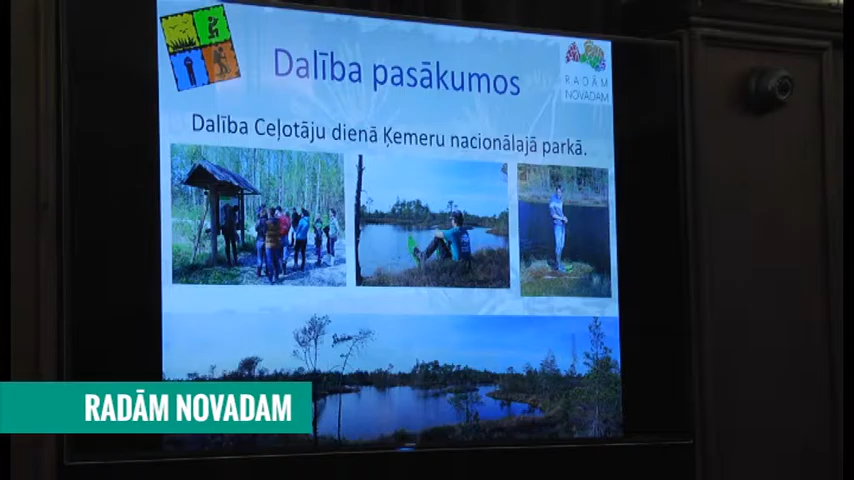 Dalība pasākumos
RADĀM
NOVADAM
Dalība Ceļotāju dienā Ķemeru nacionālajā parkā.
RADĀM NOVADAM